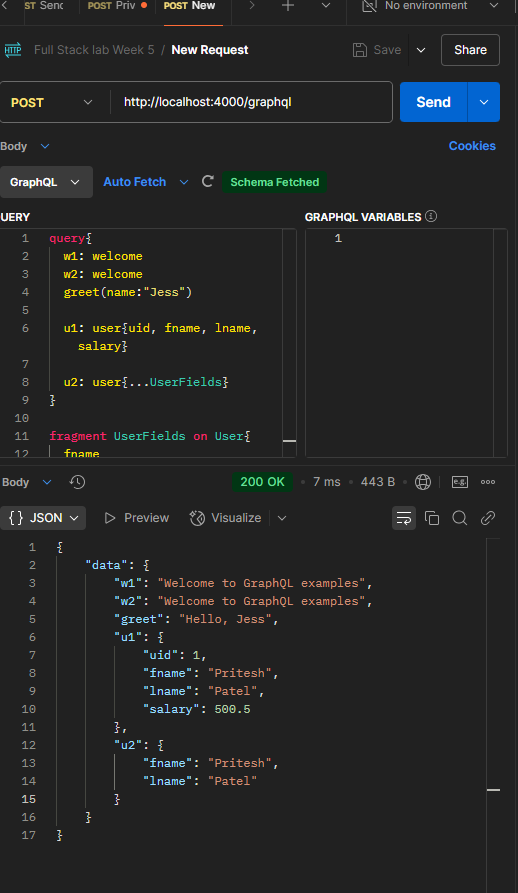 ST Send
POST Priv
POST New
No environment
HTTP Full Stack lab Week 5 / New Request
Save
Share
POST
http://localhost:4000/graphql
Send
Body
Cookies
GraphQL
Auto Fetch
Schema Fetched
UERY
GRAPHQL VARIABLES
1 query{
2 w1: welcome
3 w2: welcome
4 greet(name:"Jess")
5
6 u1: user{uid, fname, lname,
salary}
7
8 u2: user{...UserFields}
9 }
10
11 fragment UserFields on User{
12 fname
1
Body
200 OK • 7 ms • 443 B
e.g.
{} JSON
Preview
Visualize
1 {
2 "data": {
3 "w1": "Welcome to GraphQL examples",
4 "w2": "Welcome to GraphQL examples",
5 "greet": "Hello, Jess",
6 "u1": {
7 "uid": 1,
8 "fname": "Pritesh",
9 "lname": "Patel",
10 "salary": 500.5
11 },
12 "u2": {
13 "fname": "Pritesh",
14 "lname": "Patel"
15 }
16 }
17 }